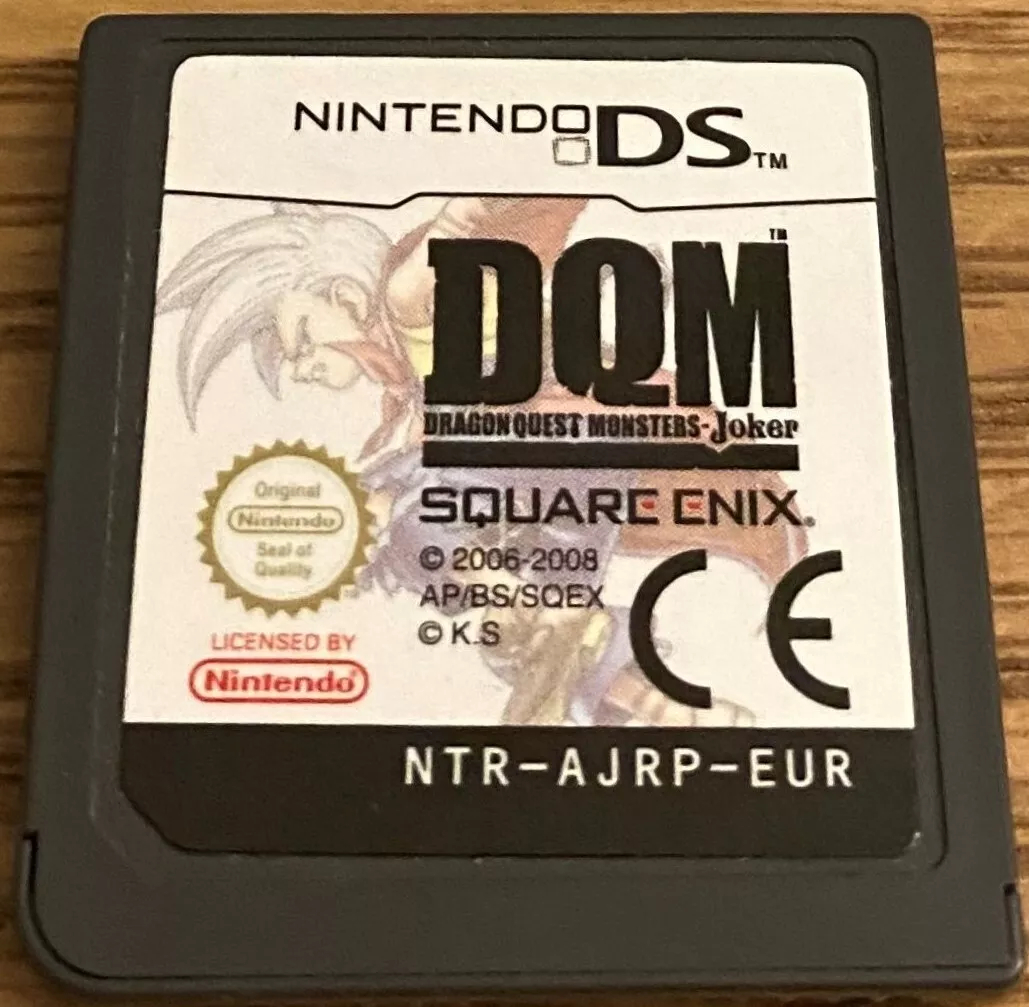 NINTENDO DS™
DQM™
DRAGON QUEST MONSTERS-Joker
SQUARE ENIX.
Original
Nintendo
Seal of
Quality
© 2006-2008
AP/BS/SQEX
© K.S
CE
LICENSED BY
Nintendo®
NTR-AJRP-EUR